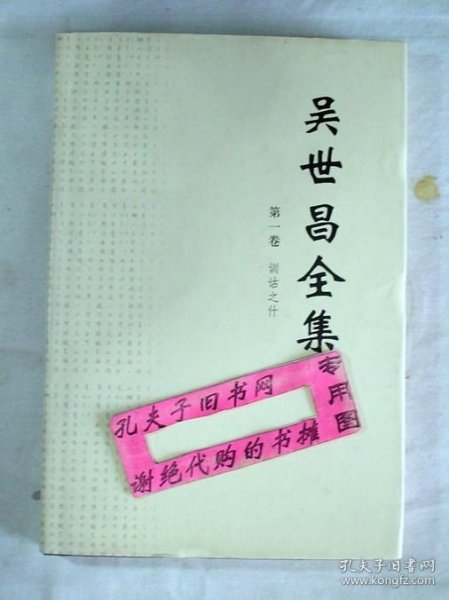 吴世昌全集
第一卷 训诂之什
孔夫子旧书网
专用图
谢绝代购的书摊
孔夫子旧书网
www.kongfz.com